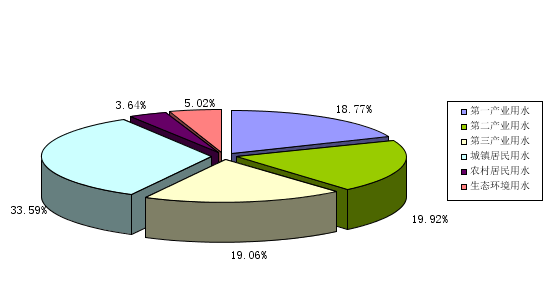 5.02%
3.64%
18.77%
第一产业用水
第二产业用水
第三产业用水
城镇居民用水
农村居民用水
生态环境用水
33.59%
19.92%
19.06%